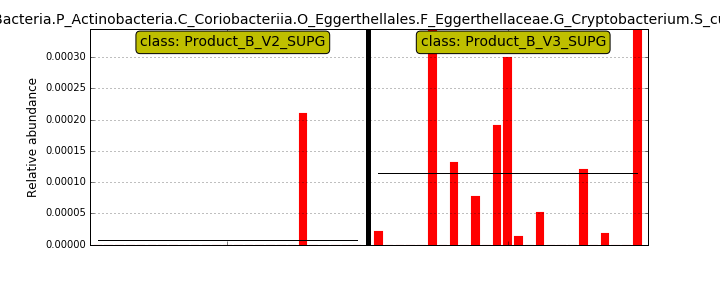 Bacteria.P_Actinobacteria.C_Coriobacteriia.O_Eggerthellales.F_Eggerthellaceae.G_Cryptobacterium.S_cu
class: Product_B_V2_SUPG
class: Product_B_V3_SUPG
0.00030
0.00025
0.00020
0.00015
0.00010
0.00005
0.00000
Relative abundance